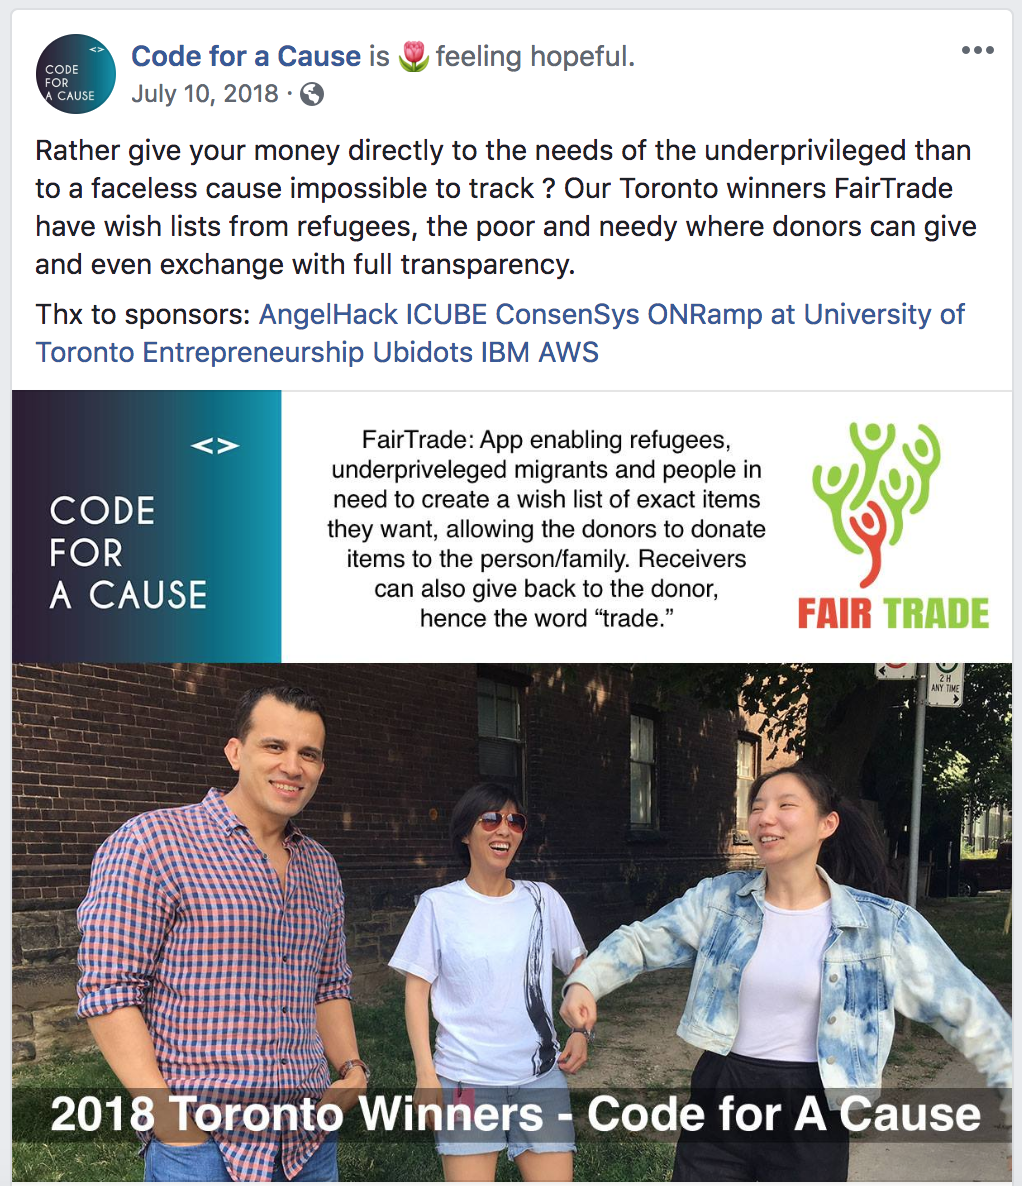 CODE
FOR
A CAUSE
<>
Code for a Cause is 🌷 feeling hopeful.
July 10, 2018 ·
Rather give your money directly to the needs of the underprivileged than
to a faceless cause impossible to track ? Our Toronto winners FairTrade
have wish lists from refugees, the poor and needy where donors can give
and even exchange with full transparency.
Thx to sponsors: AngelHack ICUBE ConsenSys ONRamp at University of
Toronto Entrepreneurship Ubidots IBM AWS
<>
CODE
FOR
A CAUSE
FairTrade: App enabling refugees,
underpriveleged migrants and people in
need to create a wish list of exact items
they want, allowing the donors to donate
items to the person/family. Receivers
can also give back to the donor,
hence the word “trade.”
FAIR TRADE
2 H
ANY TIME
2018 Toronto Winners - Code for A Cause